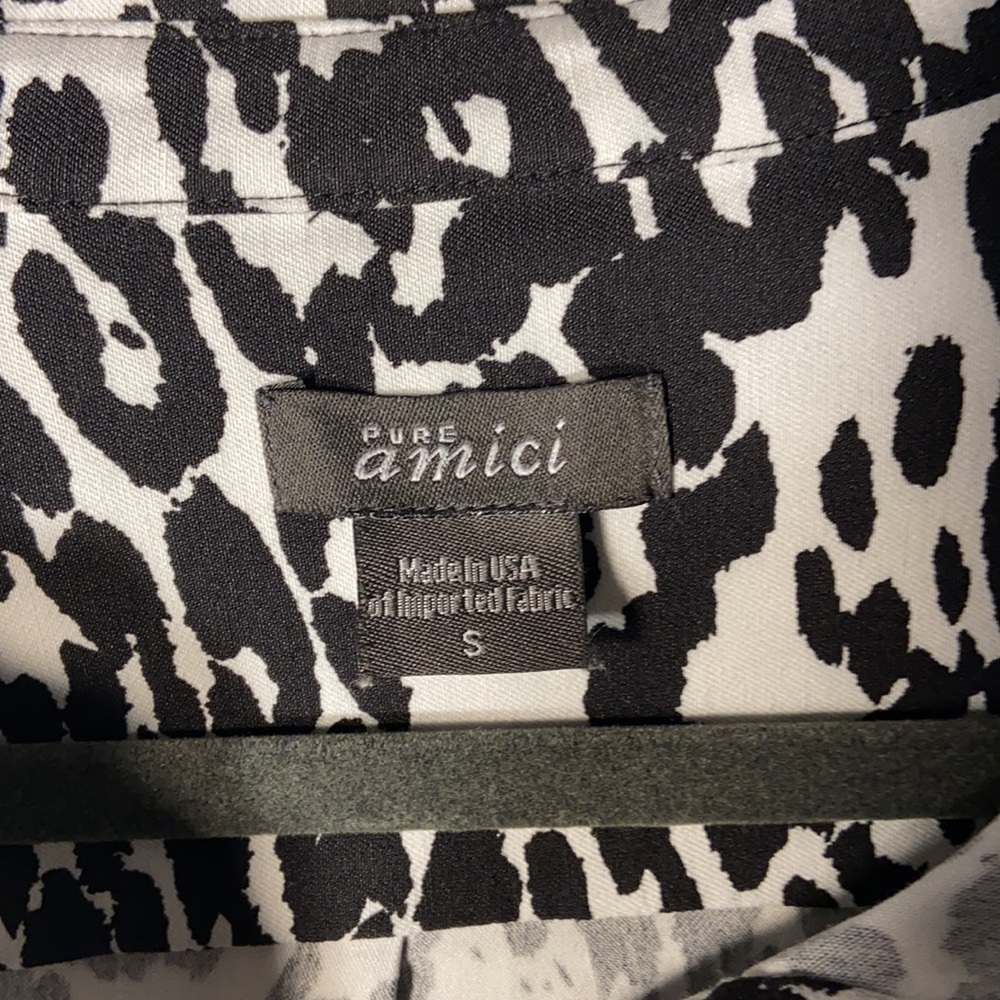 PURE
amici
Made In USA
of Imported Fabric
S